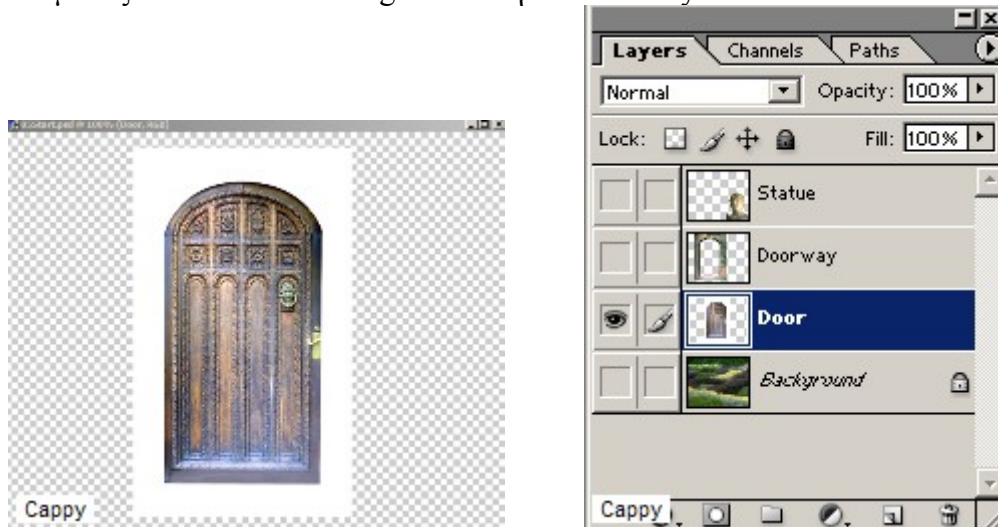 Layers Channels Paths
Normal Opacity: 100%
Lock: Fill: 100%
Statue
Doorway
Door
Background
Cappy
Cappy